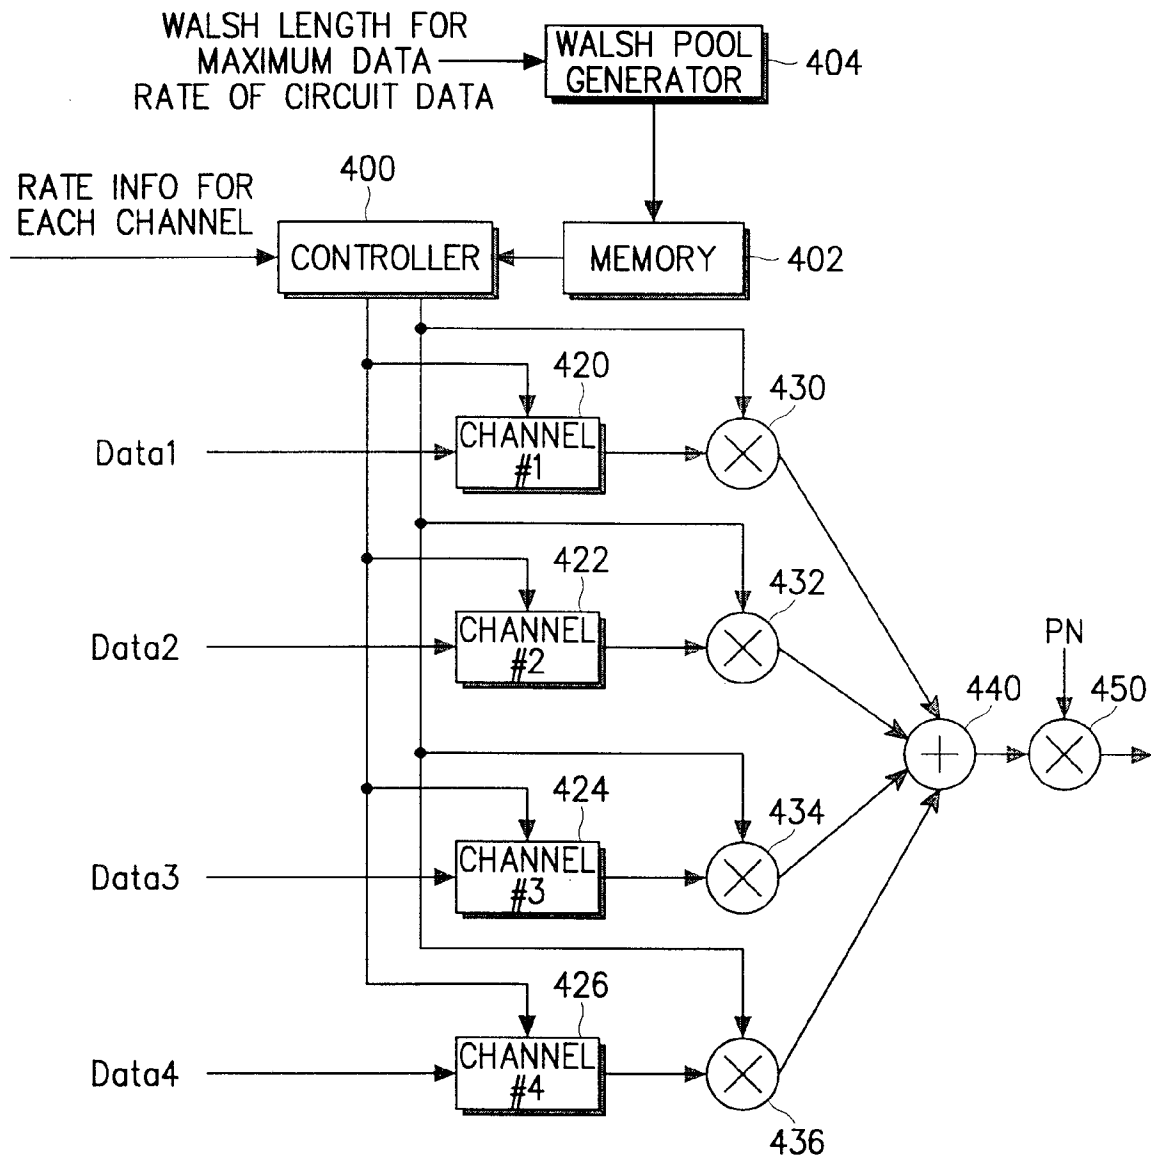 WALSH LENGTH FOR
MAXIMUM DATA
RATE OF CIRCUIT DATA
WALSH POOL
GENERATOR
404
RATE INFO FOR
EACH CHANNEL
400
CONTROLLER
MEMORY
402
420
430
Data1
CHANNEL
#1
422
432
Data2
CHANNEL
#2
PN
440
450
424
434
Data3
CHANNEL
#3
426
Data4
CHANNEL
#4
436